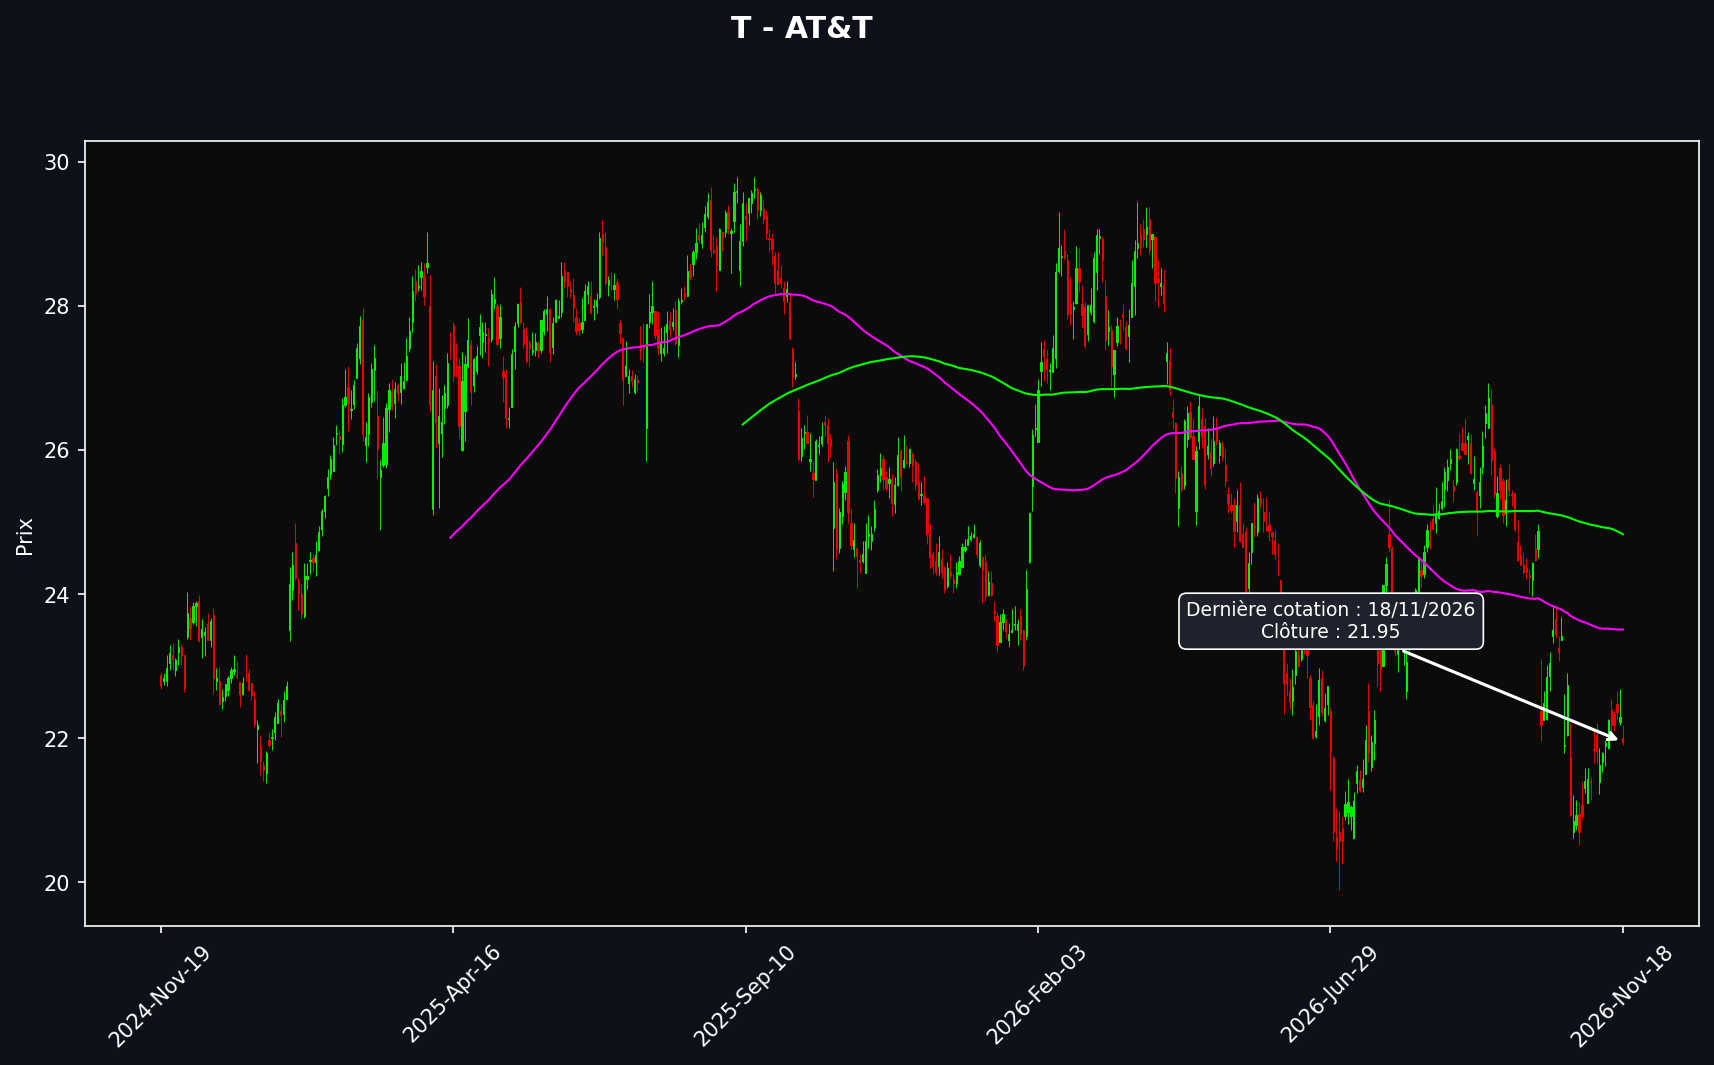 T - AT&T
Prix
30
28
26
24
22
20
Dernière cotation : 18/11/2026
Clôture : 21.95
2024-Nov-19
2025-Apr-16
2025-Sep-10
2026-Feb-03
2026-Jun-29
2026-Nov-18